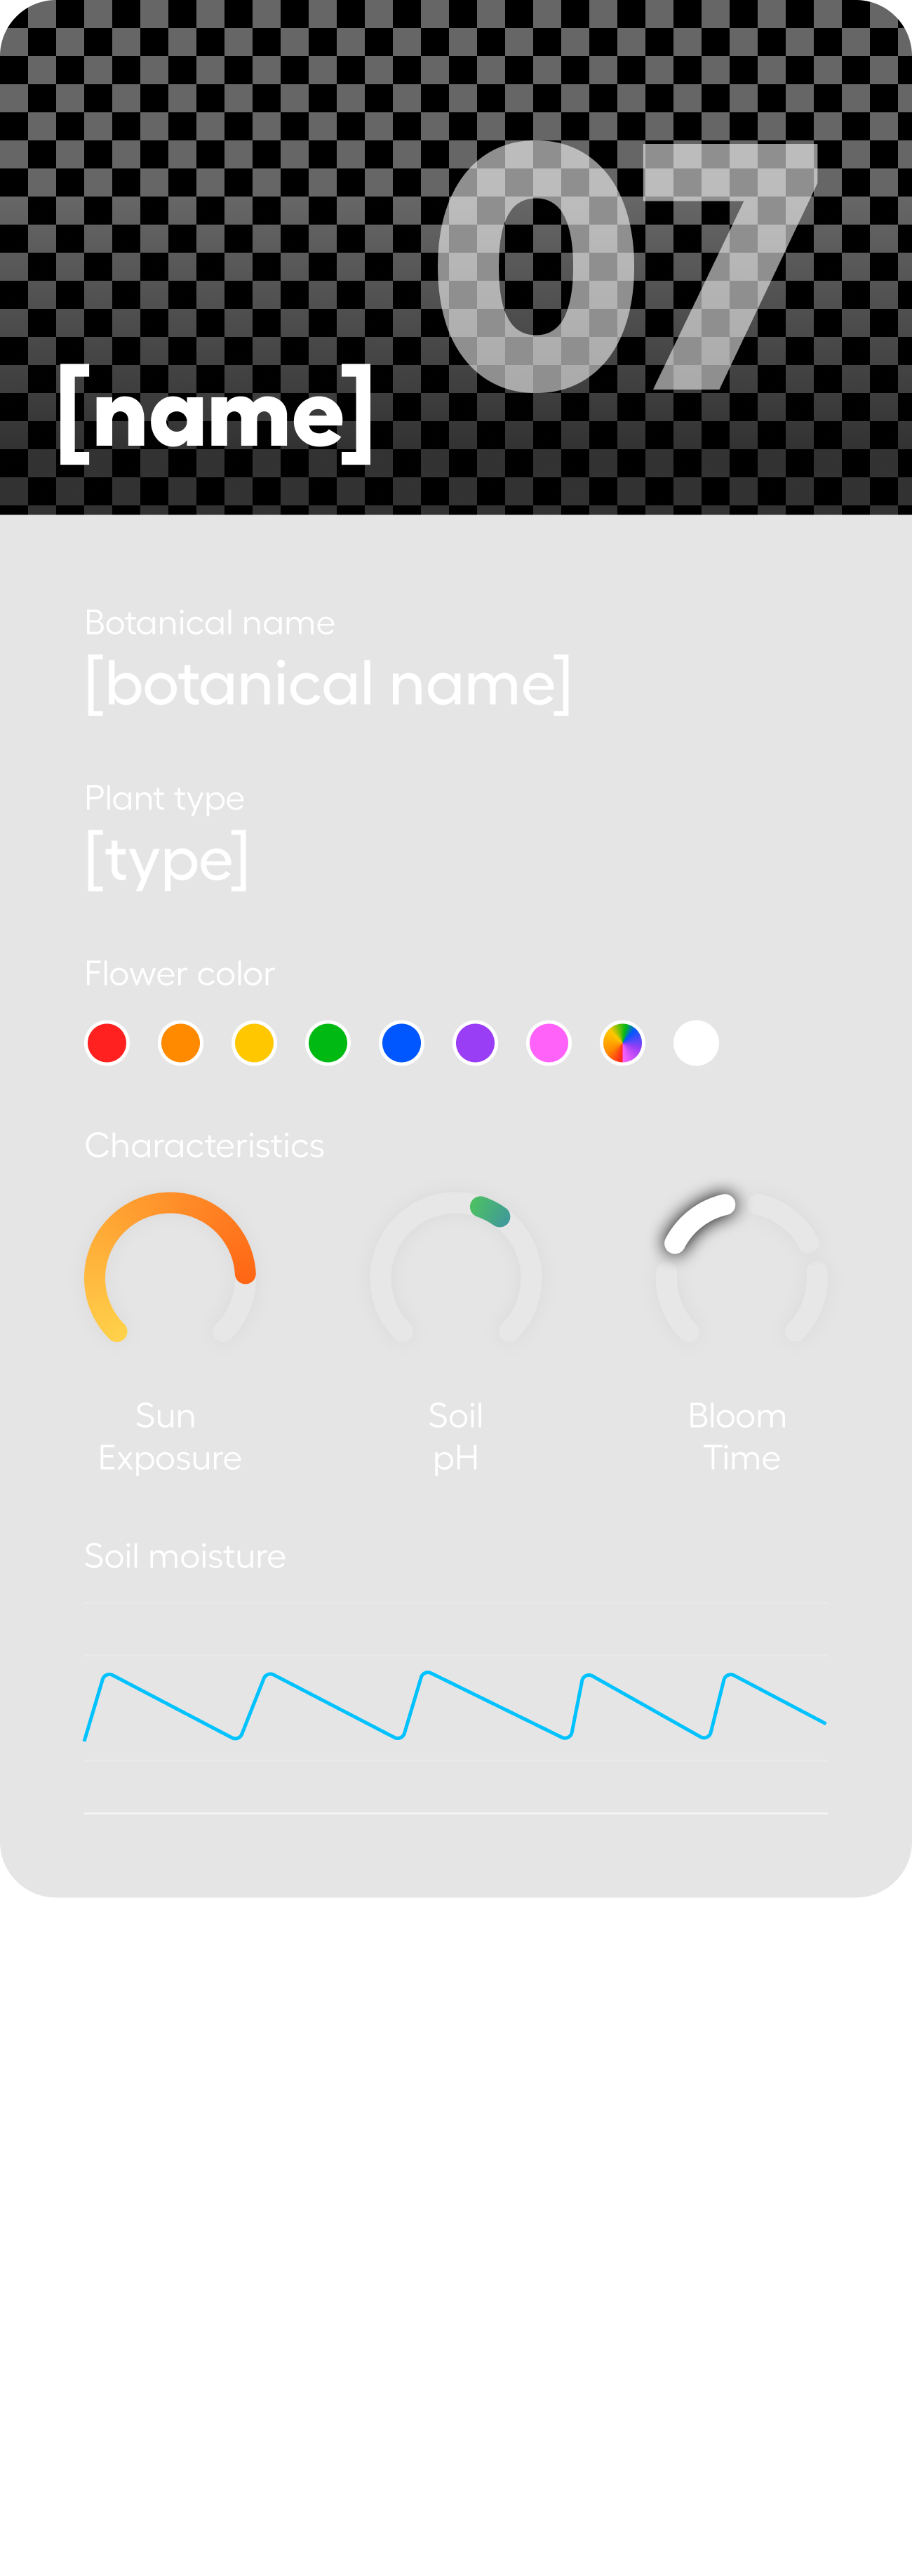 07
[name]
Botanical name
[botanical name]
Plant type
[type]
Flower color
Characteristics
Sun
Exposure
Soil
pH
Bloom
Time
Soil moisture